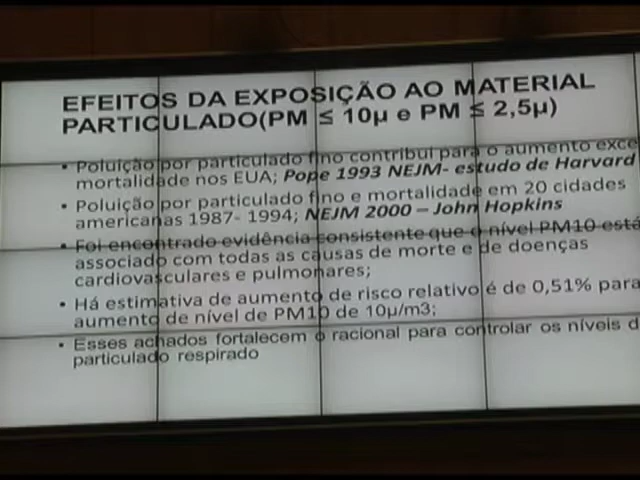 EFEITOS DA EXPOSIÇÃO AO MATERIAL
PARTICULADO(PM ≤ 10µ e PM ≤ 2,5µ)
• Poluição por particulado fino contribui para o aumento exce
mortalidade nos EUA; Pope 1993 NEJM- estudo de Harvard
• Poluição por particulado fino e mortalidade em 20 cidades
americanas 1987- 1994; NEJM 2000 – John Hopkins
• Foi encontrado evidência consistente que o nível PM10 está
associado com todas as causas de morte e de doenças
cardiovasculares e pulmonares;
• Há estimativa de aumento de risco relativo é de 0,51% para
aumento de nível de PM10 de 10µ/m3;
• Esses achados fortalecem o racional para controlar os níveis d
particulado respirado